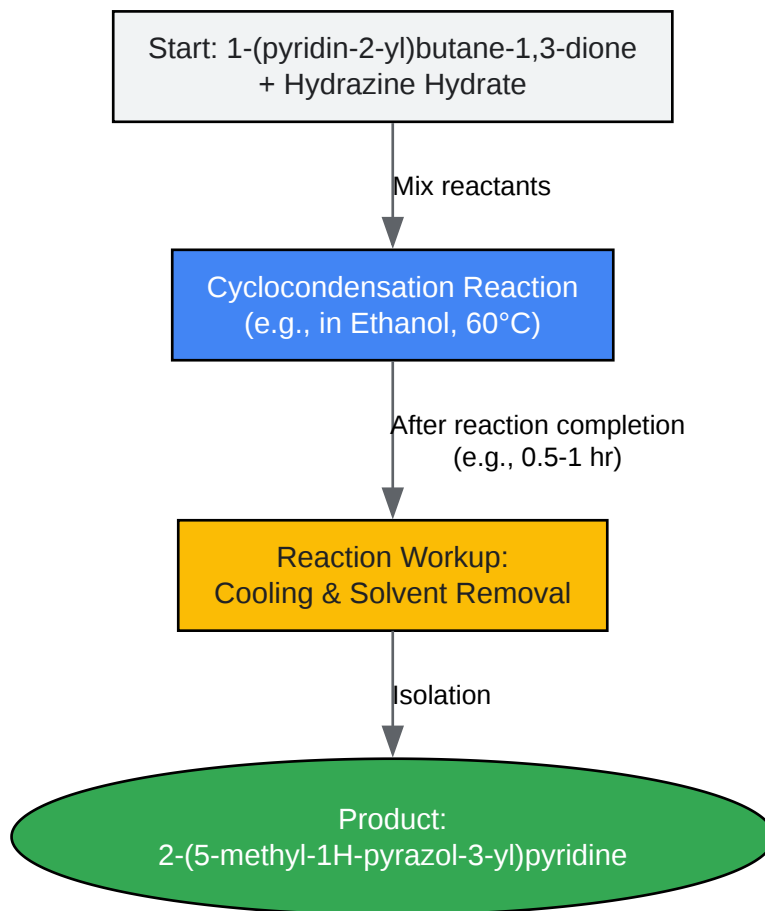 Start: 1-(pyridin-2-yl)butane-1,3-dione
+ Hydrazine Hydrate
Mix reactants
Cyclocondensation Reaction
(e.g., in Ethanol, 60°C)
After reaction completion
(e.g., 0.5-1 hr)
Reaction Workup:
Cooling & Solvent Removal
Isolation
Product:
2-(5-methyl-1H-pyrazol-3-yl)pyridine